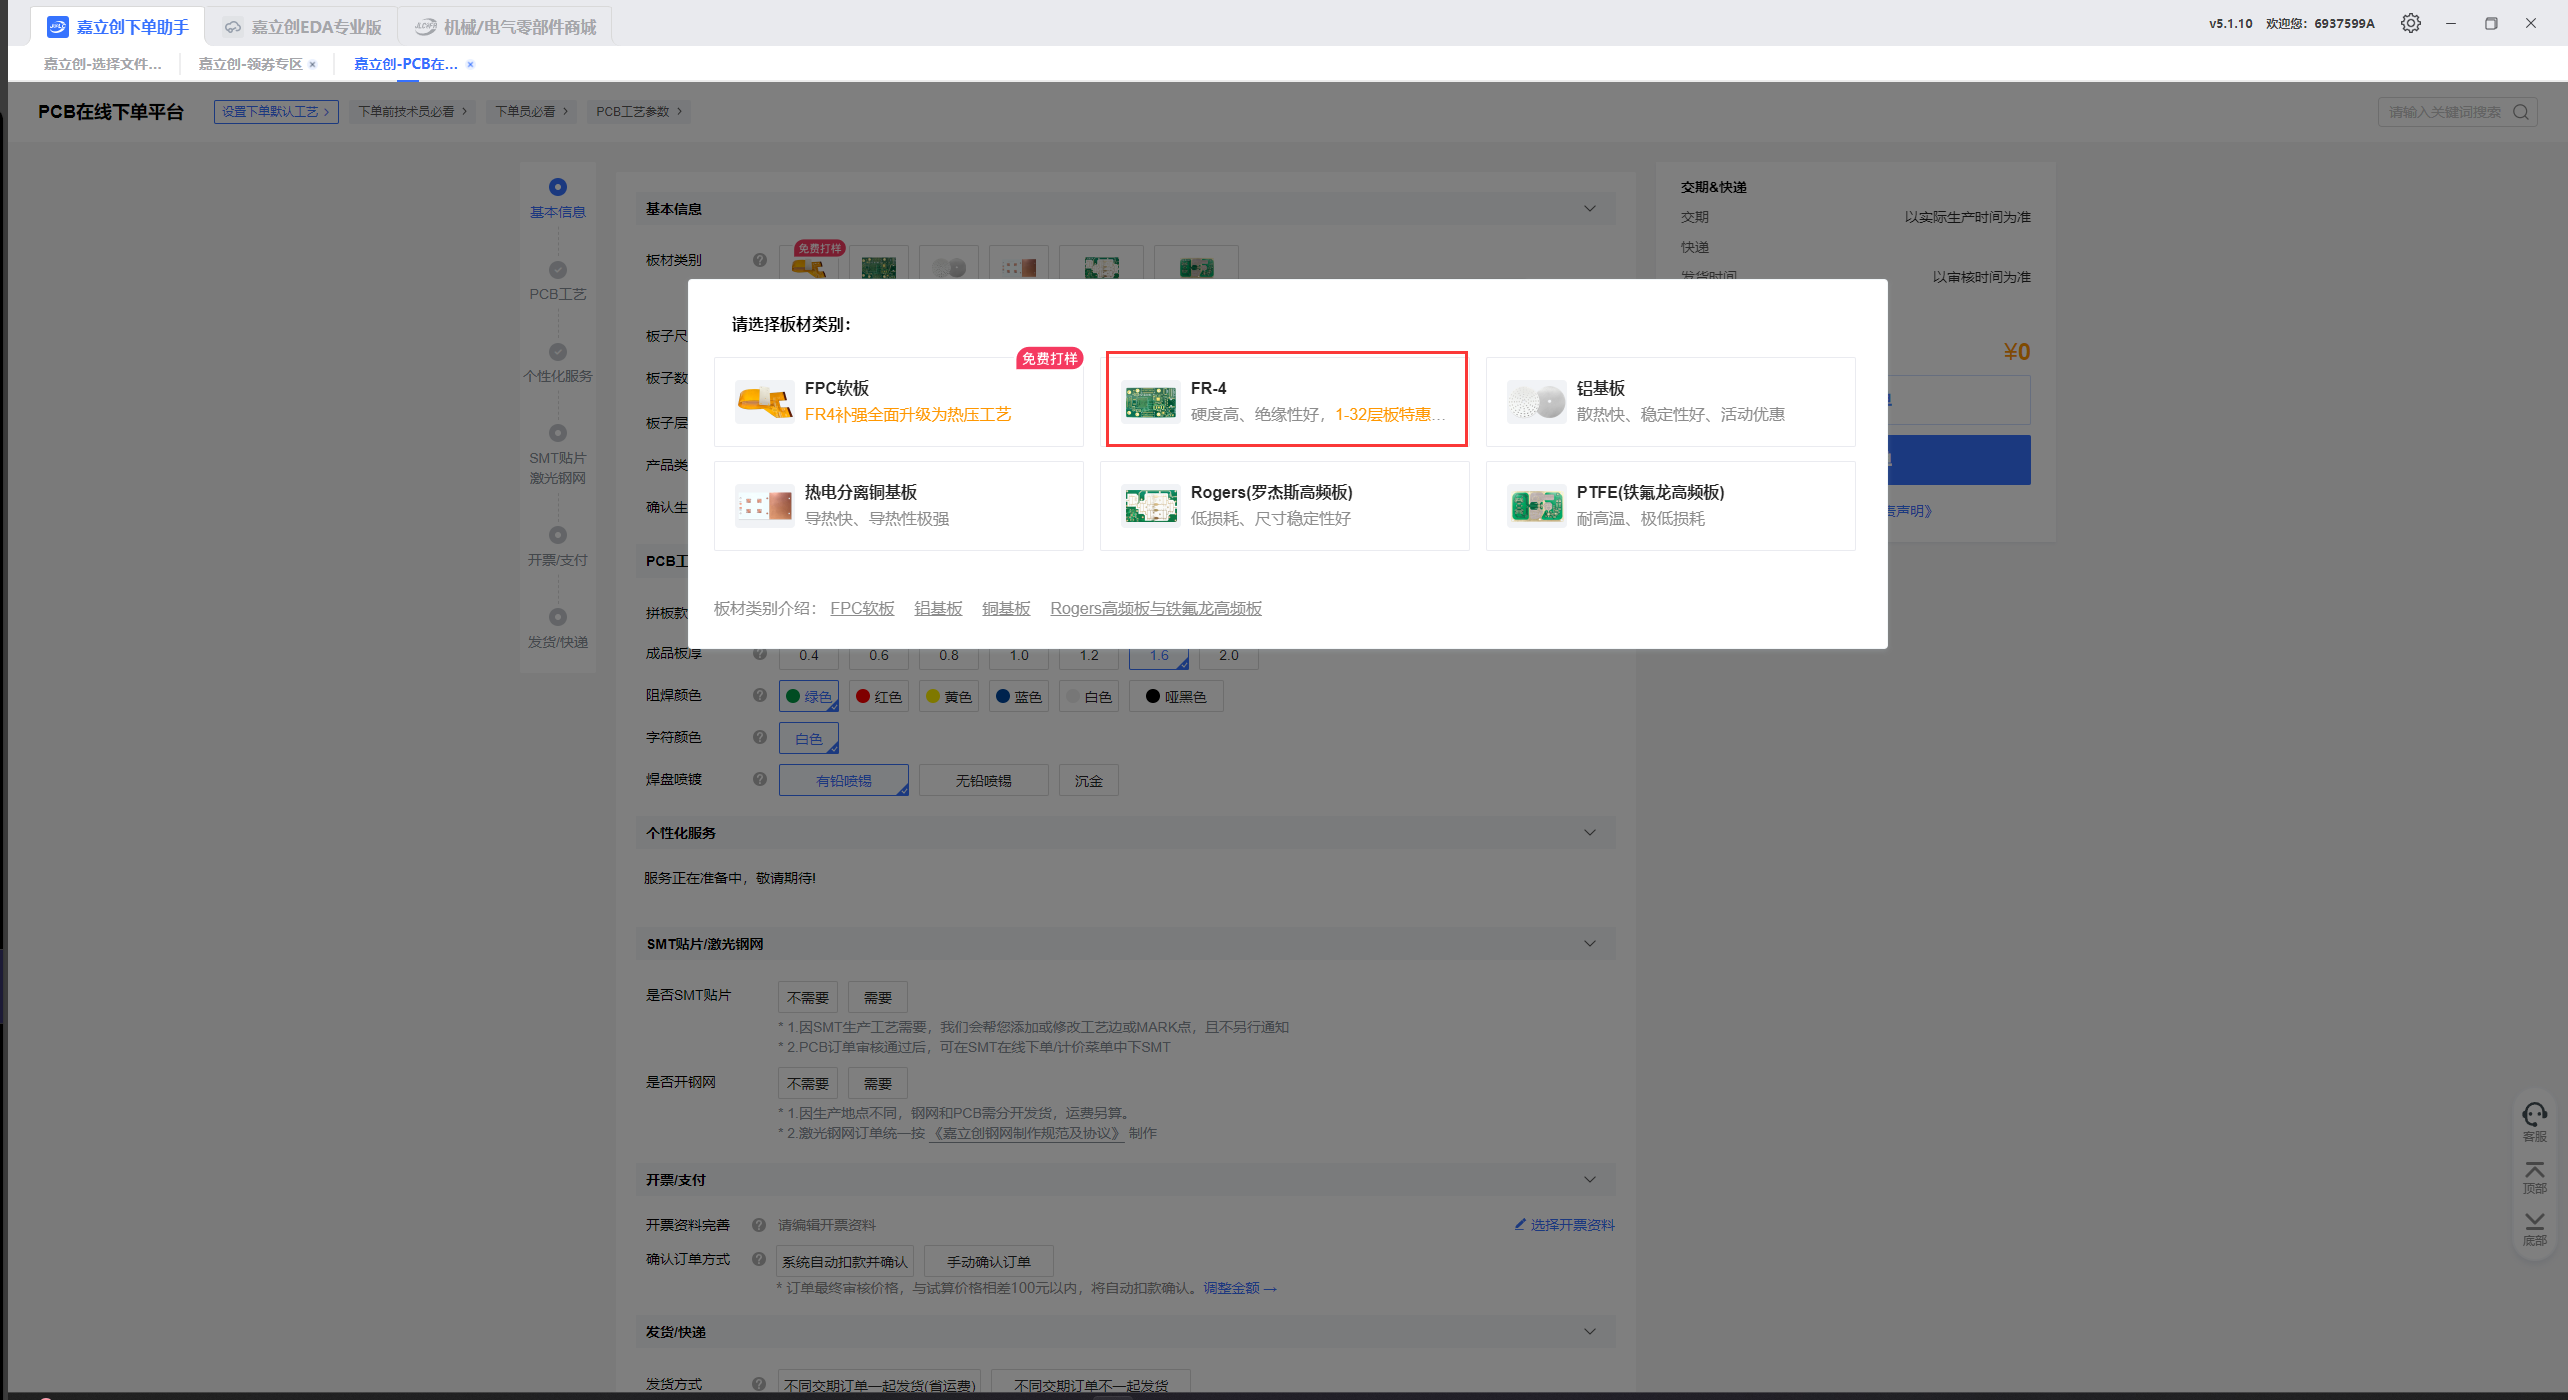 嘉立创下单助手
嘉立创EDA专业版
机械/电气零部件商城
v5.1.10 欢迎您：6937599A
嘉立创-选择文件...
嘉立创-领券专区
嘉立创-PCB在...
PCB在线下单平台
设置下单默认工艺
下单前技术员必看
下单员必看
PCB工艺参数
请输入关键词搜索
基本信息
PCB工艺
个性化服务
SMT贴片
激光钢网
开票/支付
发货/快递
基本信息
板材类别
免费打样
板子尺
板子数
板子层
产品类
确认生
交期&快递
交期 以实际生产时间为准
快递
发货时间 以审核时间为准
¥0
责声明》
请选择板材类别：
免费打样
FPC软板
FR4补强全面升级为热压工艺
FR-4
硬度高、绝缘性好，1-32层板特惠...
铝基板
散热快、稳定性好、活动优惠
热电分离铜基板
导热快、导热性极强
Rogers(罗杰斯高频板)
低损耗、尺寸稳定性好
PTFE(铁氟龙高频板)
耐高温、极低损耗
板材类别介绍： FPC软板 铝基板 铜基板 Rogers高频板与铁氟龙高频板
PCB工
拼板款
成品板厚 0.4 0.6 0.8 1.0 1.2 1.6 2.0
阻焊颜色 绿色 红色 黄色 蓝色 白色 哑黑色
字符颜色 白色
焊盘喷镀 有铅喷锡 无铅喷锡 沉金
个性化服务
服务正在准备中，敬请期待!
SMT贴片/激光钢网
是否SMT贴片 不需要 需要
* 1.因SMT生产工艺需要，我们会帮您添加或修改工艺边或MARK点，且不另行通知
* 2.PCB订单审核通过后，可在SMT在线下单/计价菜单中下SMT
是否开钢网 不需要 需要
* 1.因生产地点不同，钢网和PCB需分开发货，运费另算。
* 2.激光钢网订单统一按 《嘉立创钢网制作规范及协议》 制作
开票/支付
开票资料完善 请编辑开票资料 选择开票资料
确认订单方式 系统自动扣款并确认 手动确认订单
* 订单最终审核价格，与试算价格相差100元以内，将自动扣款确认。调整金额 →
发货/快递
发货方式 不同交期订单一起发货(省运费) 不同交期订单不一起发货
客服
顶部
底部